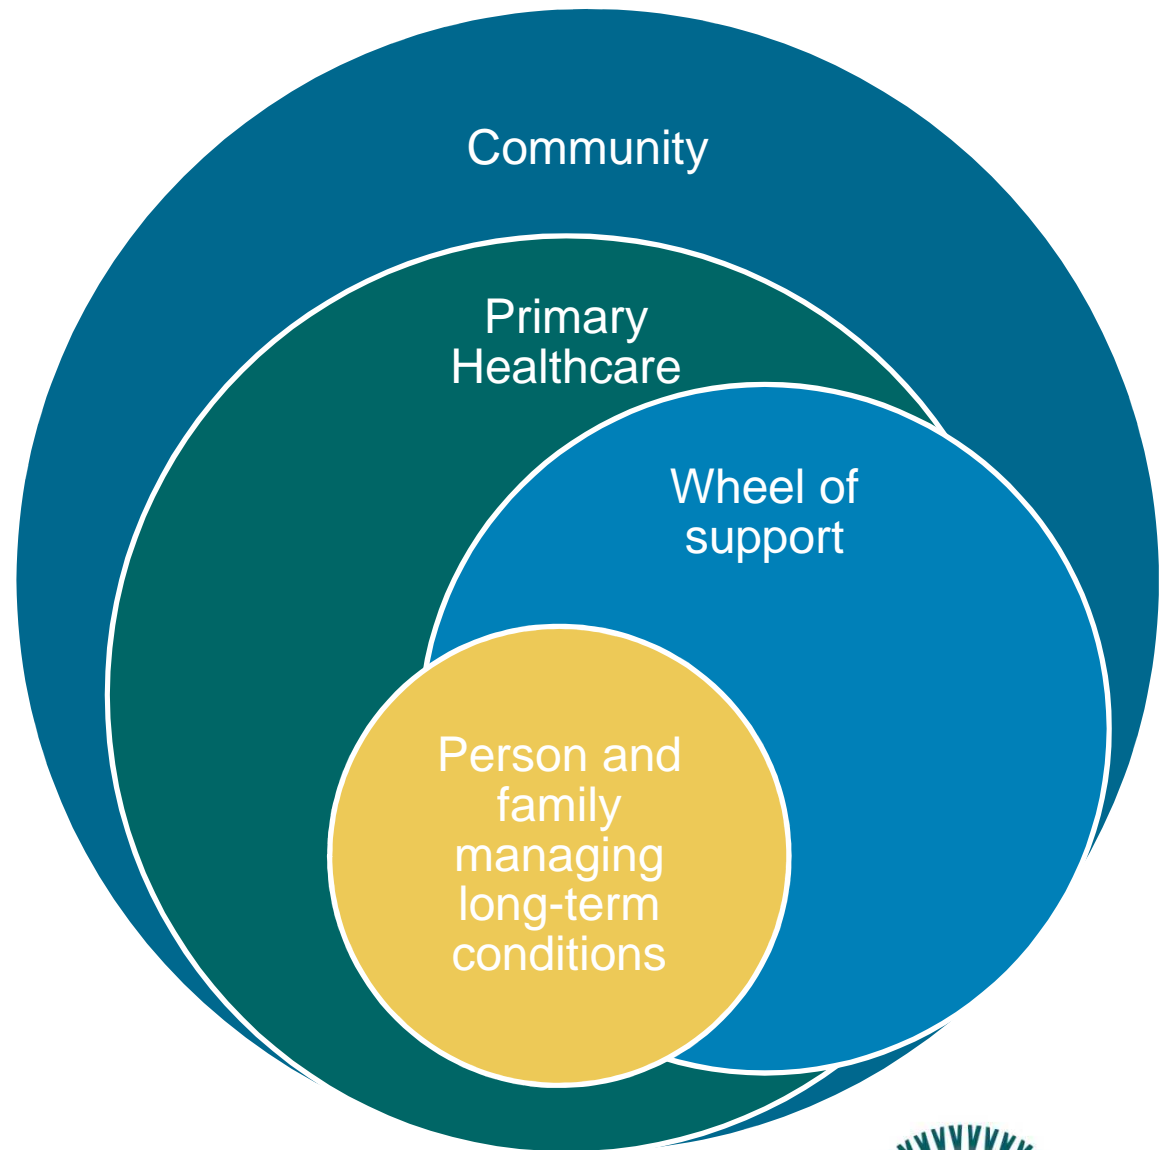 Community
Primary
Healthcare
Wheel of
support
Person and
family
managing
long-term
conditions